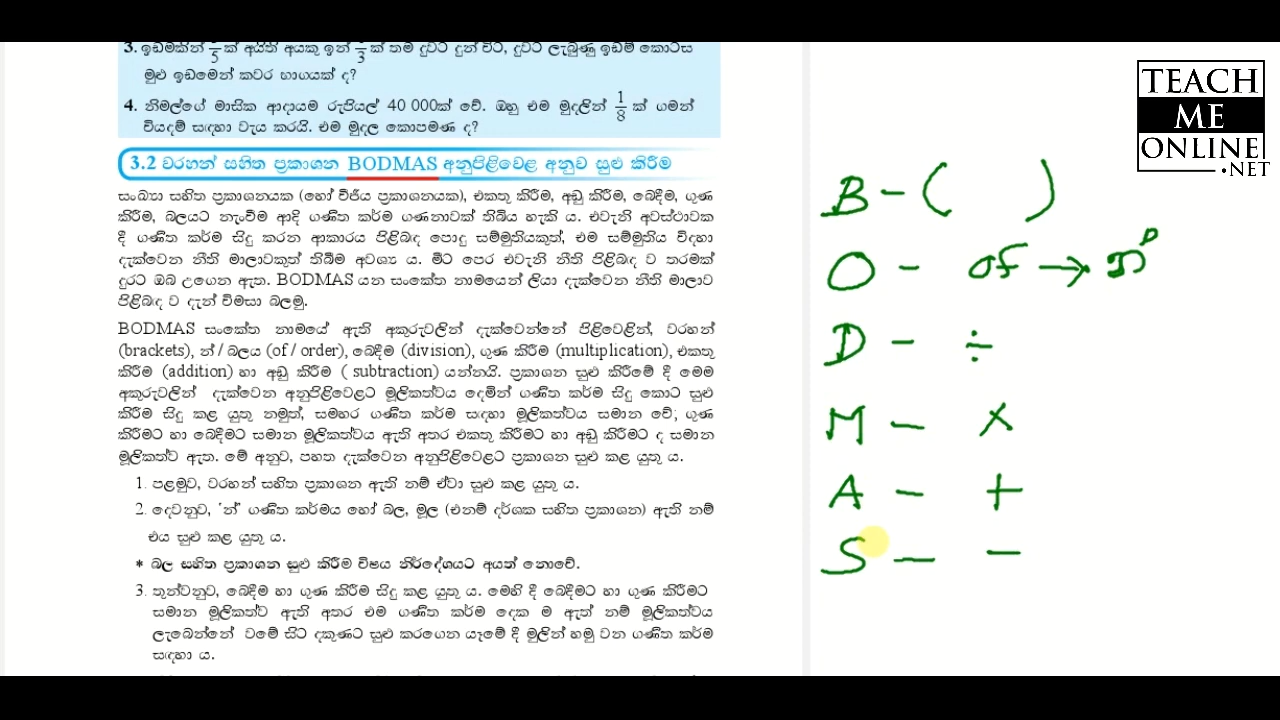 3. ඉඩමකින් 1/5 ක් අයිති අයකු ඉන් 1/3 ක් තම දුවට දුන් විට, දුවට ලැබුණු ඉඩම් කොටස
මුළු ඉඩමෙන් කවර භාගයක් ද?
4. නිමල්ගේ මාසික ආදායම රුපියල් 40 000ක් වේ. ඔහු එම මුදලින් 1/8 ක් ගමන්
වියදම් සඳහා වැය කරයි. එම මුදල කොපමණ ද?
3.2 වරහන් සහිත ප්‍රකාශන BODMAS අනුපිළිවෙළ අනුව සුළු කිරීම
සංඛ්‍යා සහිත ප්‍රකාශනයක (හෝ වීජීය ප්‍රකාශනයක), එකතු කිරීම, අඩු කිරීම, බෙදීම, ගුණ
කිරීම, බලයට නැංවීම ආදි ගණිත කර්ම ගණනාවක් තිබිය හැකි ය. එවැනි අවස්ථාවක
දී ගණිත කර්ම සිදු කරන ආකාරය පිළිබඳ පොදු සම්මුතියකුත්, එම සම්මුතිය විදහා
දැක්වෙන නීති මාලාවකුත් තිබීම අවශ්‍ය ය. මීට පෙර එවැනි නීති පිළිබඳ ව තරමක්
දුරට ඔබ උගෙන ඇත. BODMAS යන සංකේත නාමයෙන් ලියා දැක්වෙන නීති මාලාව
පිළිබඳ ව දැන් විමසා බලමු.
BODMAS සංකේත නාමයේ ඇති අකුරුවලින් දැක්වෙන්නේ පිළිවෙළින්, වරහන්
(brackets), න් / බලය (of / order), බෙදීම (division), ගුණ කිරීම (multiplication), එකතු
කිරීම (addition) හා අඩු කිරීම ( subtraction) යන්නයි. ප්‍රකාශන සුළු කිරීමේ දී මෙම
අකුරුවලින් දැක්වෙන අනුපිළිවෙළට මූලිකත්වය දෙමින් ගණිත කර්ම සිදු කොට සුළු
කිරීම සිදු කළ යුතු නමුත්, සමහර ගණිත කර්ම සඳහා මූලිකත්වය සමාන වේ; ගුණ
කිරීමට හා බෙදීමට සමාන මූලිකත්වය ඇති අතර එකතු කිරීමට හා අඩු කිරීමට ද සමාන
මූලිකත්ව ඇත. මේ අනුව, පහත දැක්වෙන අනුපිළිවෙළට ප්‍රකාශන සුළු කළ යුතු ය.
1. පළමුව, වරහන් සහිත ප්‍රකාශන ඇති නම් ඒවා සුළු කළ යුතු ය.
2. දෙවනුව, 'න්' ගණිත කර්මය හෝ බල, මූල (එනම් දර්ශක සහිත ප්‍රකාශන) ඇති නම්
එය සුළු කළ යුතු ය.
* බල සහිත ප්‍රකාශන සුළු කිරීම විෂය නිර්දේශයට අයත් නොවේ.
3. තුන්වනුව, බෙදීම හා ගුණ කිරීම සිදු කළ යුතු ය. මෙහි දී බෙදීමට හා ගුණ කිරීමට
සමාන මූලිකත්ව ඇති අතර එම ගණිත කර්ම දෙක ම ඇත් නම් මූලිකත්වය
ලැබෙන්නේ වමේ සිට දකුණට සුළු කරගෙන යෑමේ දී මුලින් හමු වන ගණිත කර්ම
සඳහා ය.
TEACH
ME
ONLINE
.NET
B - ( )
O - of → න්
D - ÷
M - ×
A - +
S - -